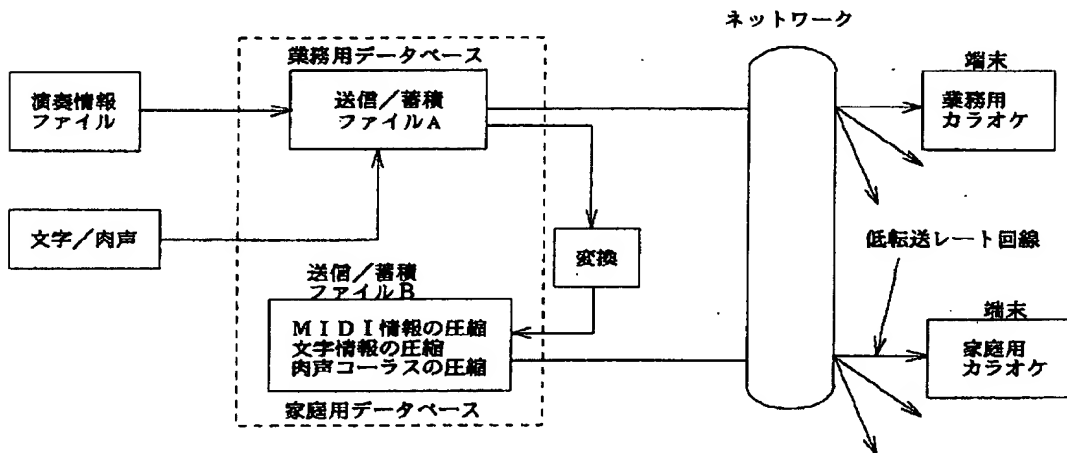 ネットワーク
業務用データベース
演奏情報
ファイル
送信／蓄積
ファイルA
端末
業務用
カラオケ
文字／肉声
変換
低転送レート回線
送信／蓄積
ファイルB
MIDI情報の圧縮
文字情報の圧縮
肉声コーラスの圧縮
家庭用データベース
端末
家庭用
カラオケ